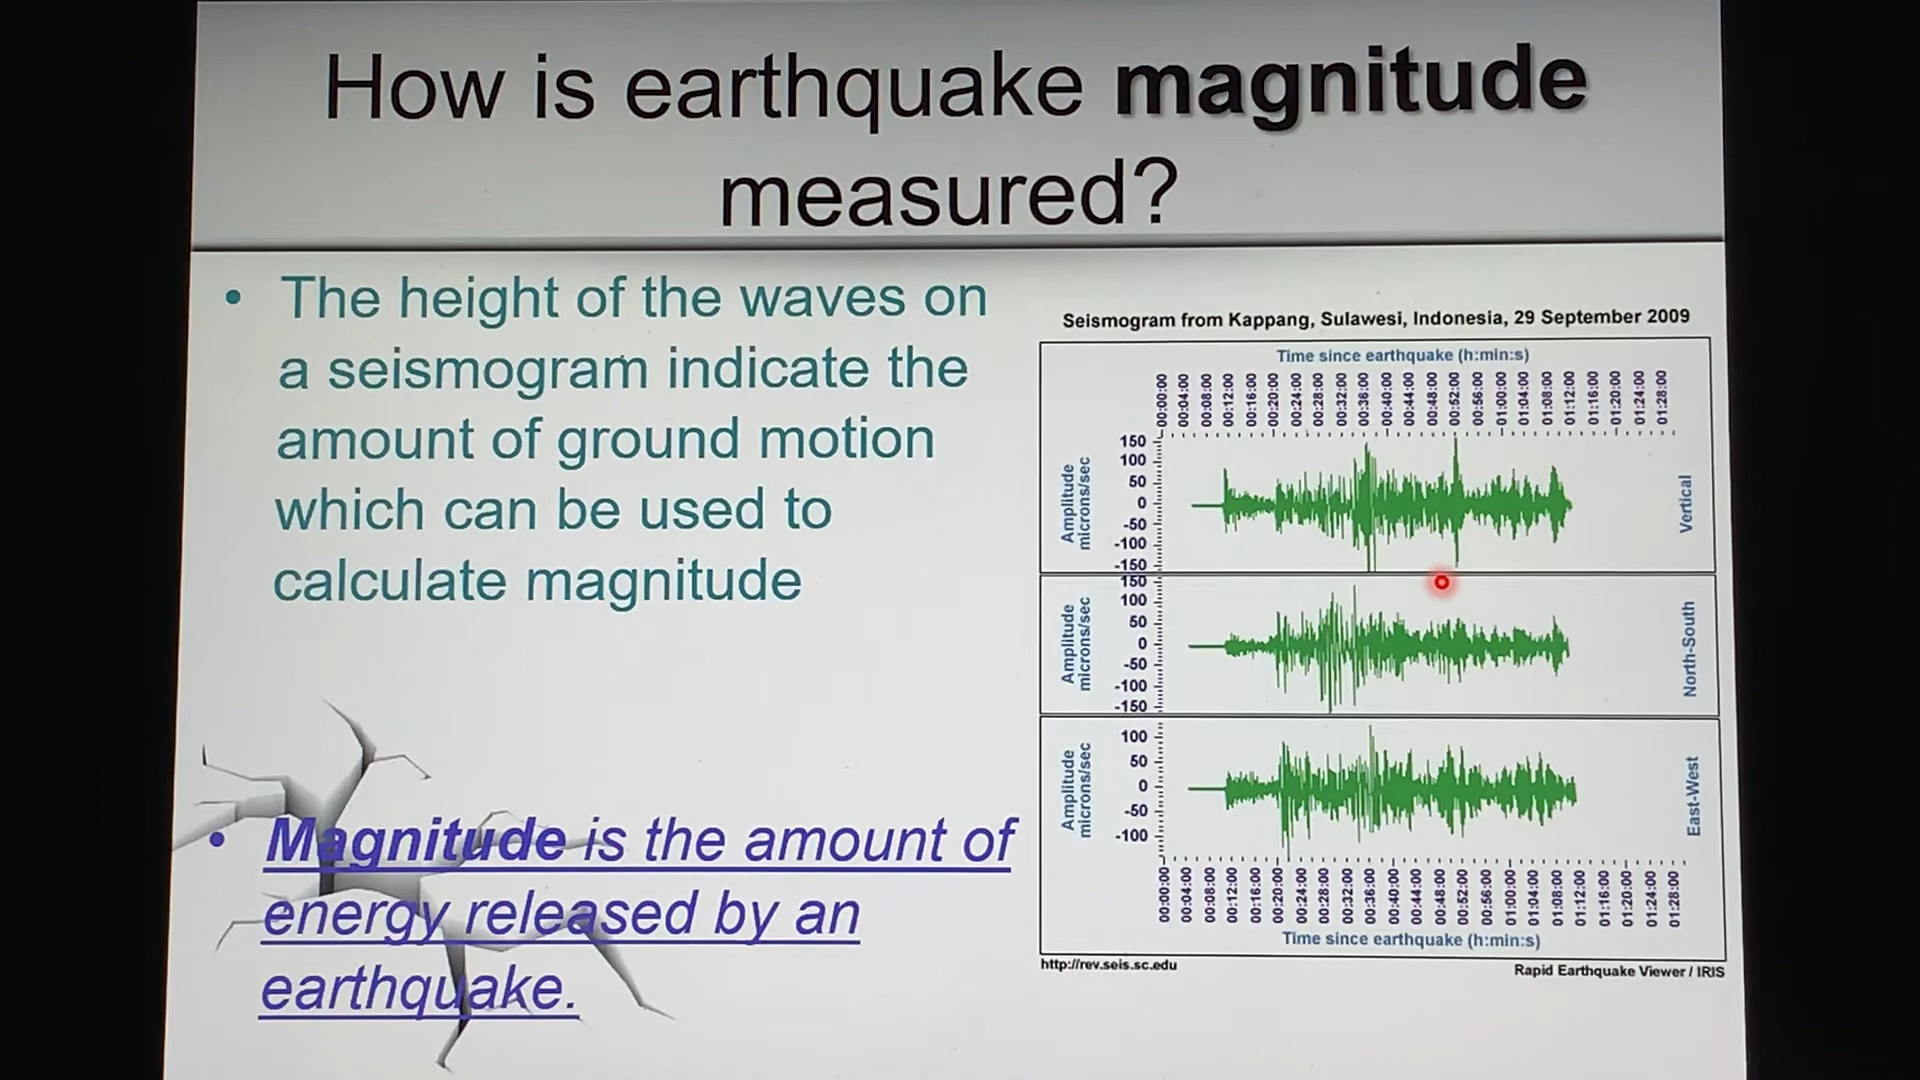 How is earthquake magnitude
measured?
• The height of the waves on
a seismogram indicate the
amount of ground motion
which can be used to
calculate magnitude
• Magnitude is the amount of
energy released by an
earthquake.
Seismogram from Kappang, Sulawesi, Indonesia, 29 September 2009
Time since earthquake (h:min:s)
00:00:00 00:04:00 00:08:00 00:12:00 00:16:00 00:20:00 00:24:00 00:28:00 00:32:00 00:36:00 00:40:00 00:44:00 00:48:00 00:52:00 00:56:00 01:00:00 01:04:00 01:08:00 01:12:00 01:16:00 01:20:00 01:24:00 01:28:00
Amplitude
microns/sec
150
100
50
0
-50
-100
-150
Vertical
Amplitude
microns/sec
150
100
50
0
-50
-100
-150
North-South
Amplitude
microns/sec
100
50
0
-50
-100
East-West
00:00:00 00:04:00 00:08:00 00:12:00 00:16:00 00:20:00 00:24:00 00:28:00 00:32:00 00:36:00 00:40:00 00:44:00 00:48:00 00:52:00 00:56:00 01:00:00 01:04:00 01:08:00 01:12:00 01:16:00 01:20:00 01:24:00 01:28:00
Time since earthquake (h:min:s)
http://rev.seis.sc.edu
Rapid Earthquake Viewer / IRIS